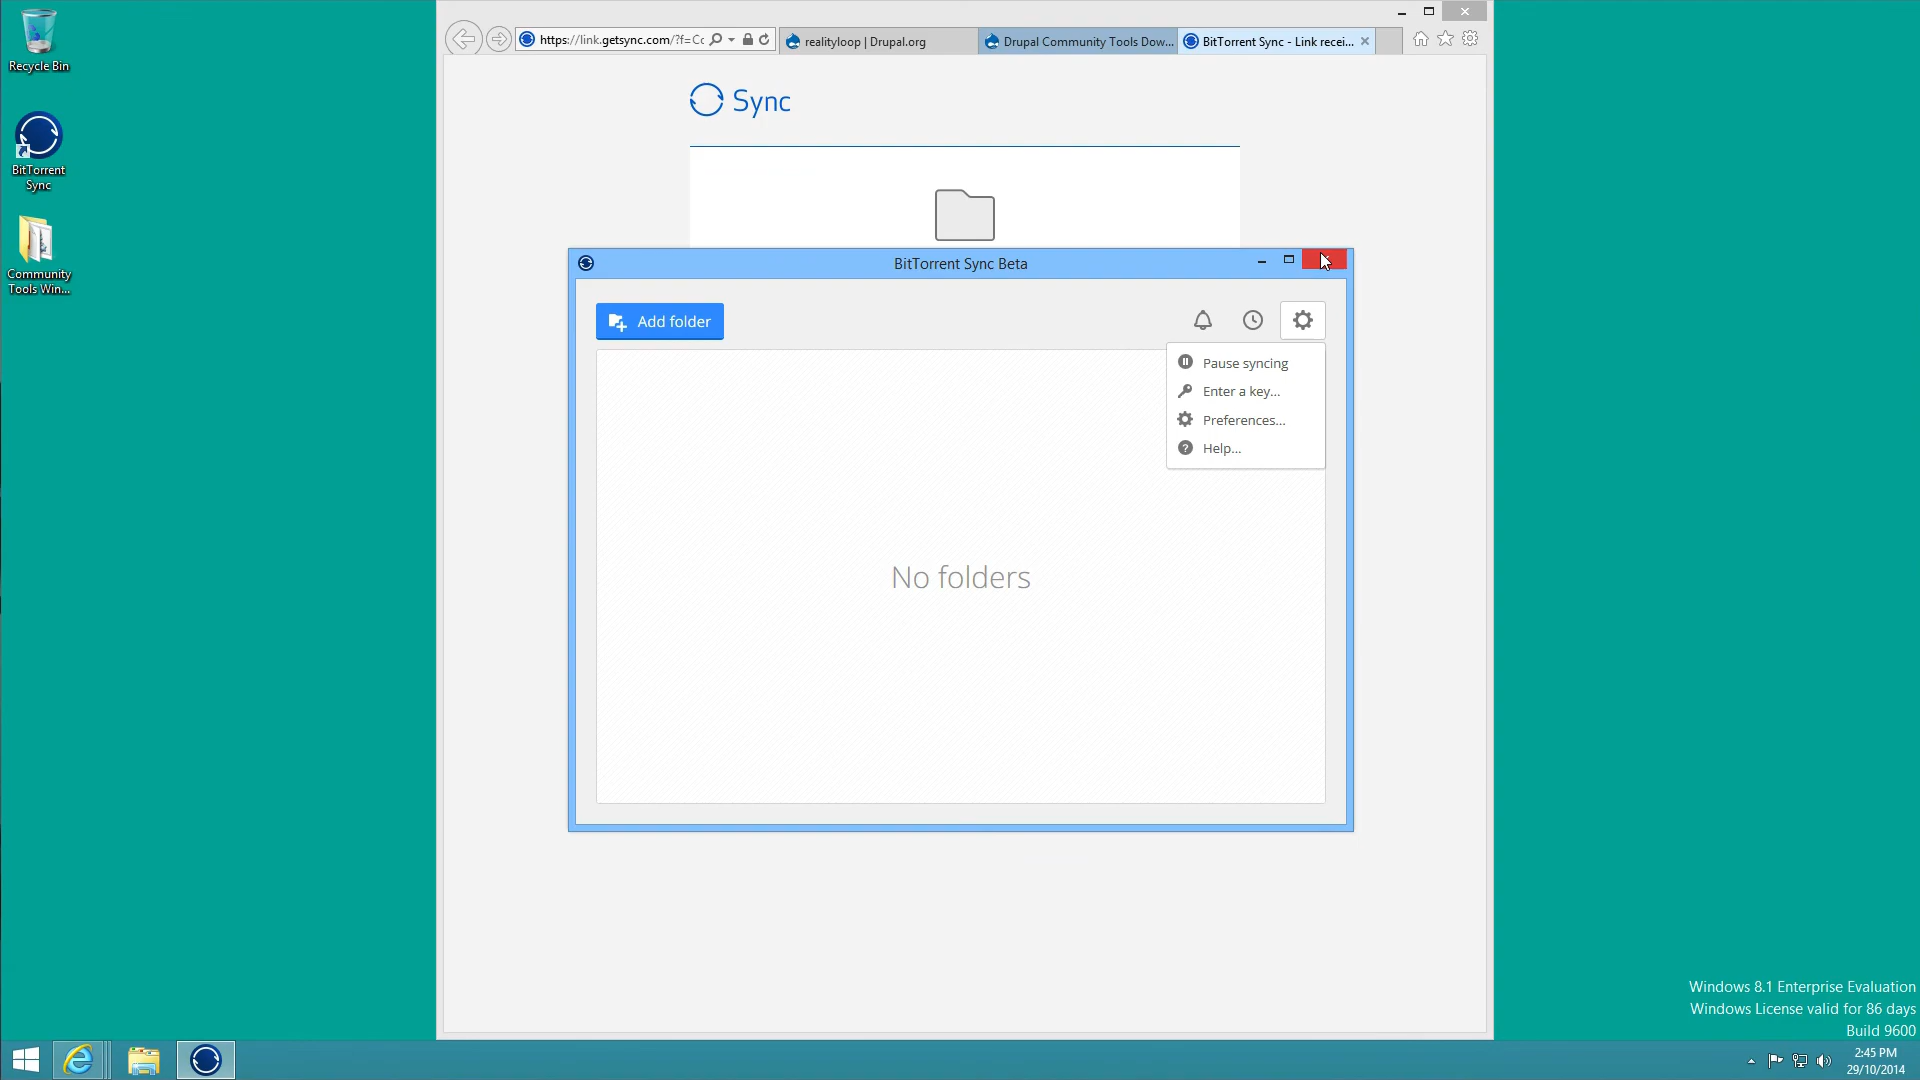 Recycle Bin
BitTorrent
Sync
Community
Tools Win...
https://link.getsync.com/?f=Cc
realityloop | Drupal.org
Drupal Community Tools Dow...
BitTorrent Sync - Link recei...
Sync
BitTorrent Sync Beta
Add folder
Pause syncing
Enter a key...
Preferences...
Help...
No folders
Windows 8.1 Enterprise Evaluation
Windows License valid for 86 days
Build 9600
2:45 PM
29/10/2014